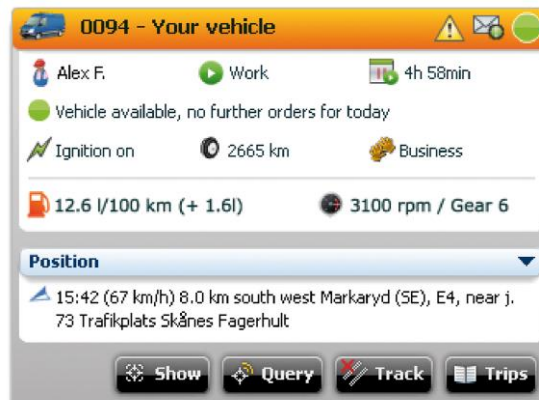 0094 - Your vehicle
Alex F. Work 4h 58min
Vehicle available, no further orders for today
Ignition on 2665 km Business
12.6 l/100 km (+ 1.6l) 3100 rpm / Gear 6
Position
15:42 (67 km/h) 8.0 km south west Markaryd (SE), E4, near j.
73 Trafikplats Skånes Fagerhult
Show Query Track Trips